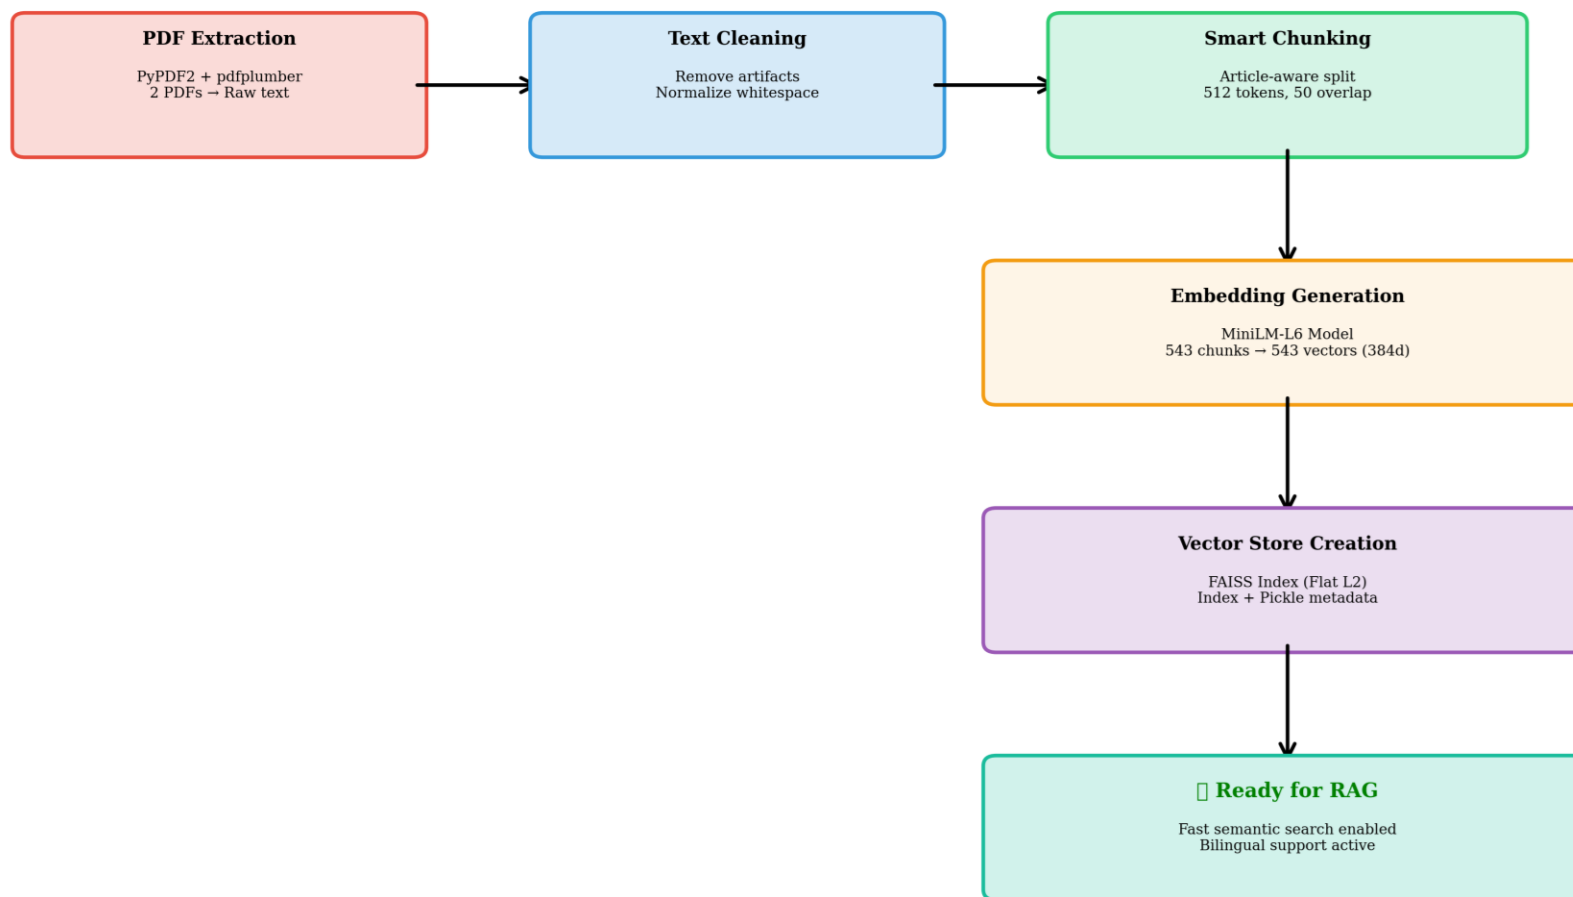 PDF Extraction
PyPDF2 + pdfplumber
2 PDFs → Raw text
Text Cleaning
Remove artifacts
Normalize whitespace
Smart Chunking
Article-aware split
512 tokens, 50 overlap
Embedding Generation
MiniLM-L6 Model
543 chunks → 543 vectors (384d)
Vector Store Creation
FAISS Index (Flat L2)
Index + Pickle metadata
Ready for RAG
Fast semantic search enabled
Bilingual support active